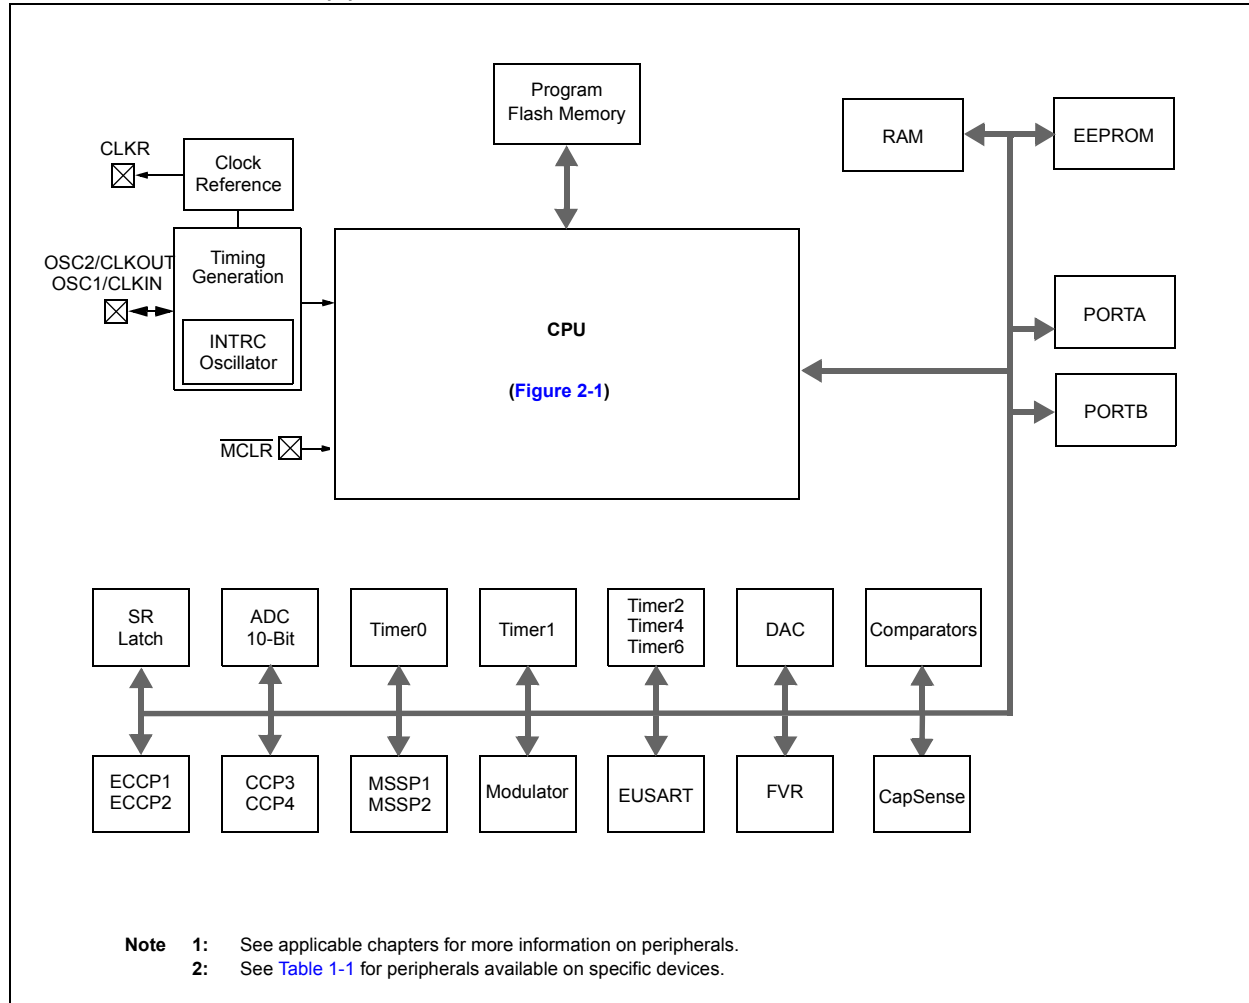 Program
Flash Memory
RAM
EEPROM
CLKR
Clock
Reference
OSC2/CLKOUT
OSC1/CLKIN
Timing
Generation
INTRC
Oscillator
CPU
(Figure 2-1)
MCLR
PORTA
PORTB
SR
Latch
ADC
10-Bit
Timer0
Timer1
Timer2
Timer4
Timer6
DAC
Comparators
ECCP1
ECCP2
CCP3
CCP4
MSSP1
MSSP2
Modulator
EUSART
FVR
CapSense
Note 1: See applicable chapters for more information on peripherals.
2: See Table 1-1 for peripherals available on specific devices.